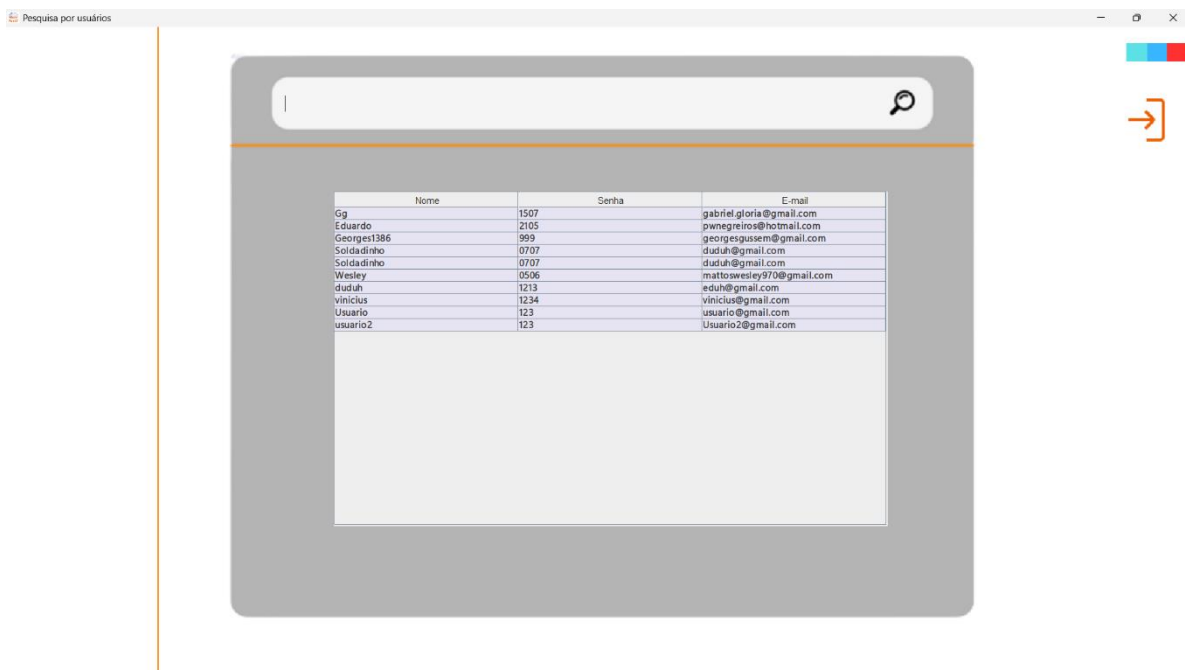 Pesquisa por usuários
Nome Senha E-mail
Gg 1507 gabriel.gloria@gmail.com
Eduardo 2105 pwnegreiros@hotmail.com
Georges1386 999 georgesgussem@gmail.com
Soldadinho 0707 duduh@gmail.com
Soldadinho 0707 duduh@gmail.com
Wesley 0506 mattoswesley970@gmail.com
duduh 1213 eduh@gmail.com
vinicius 1234 vinicius@gmail.com
Usuario 123 usuario@gmail.com
usuario2 123 Usuario2@gmail.com